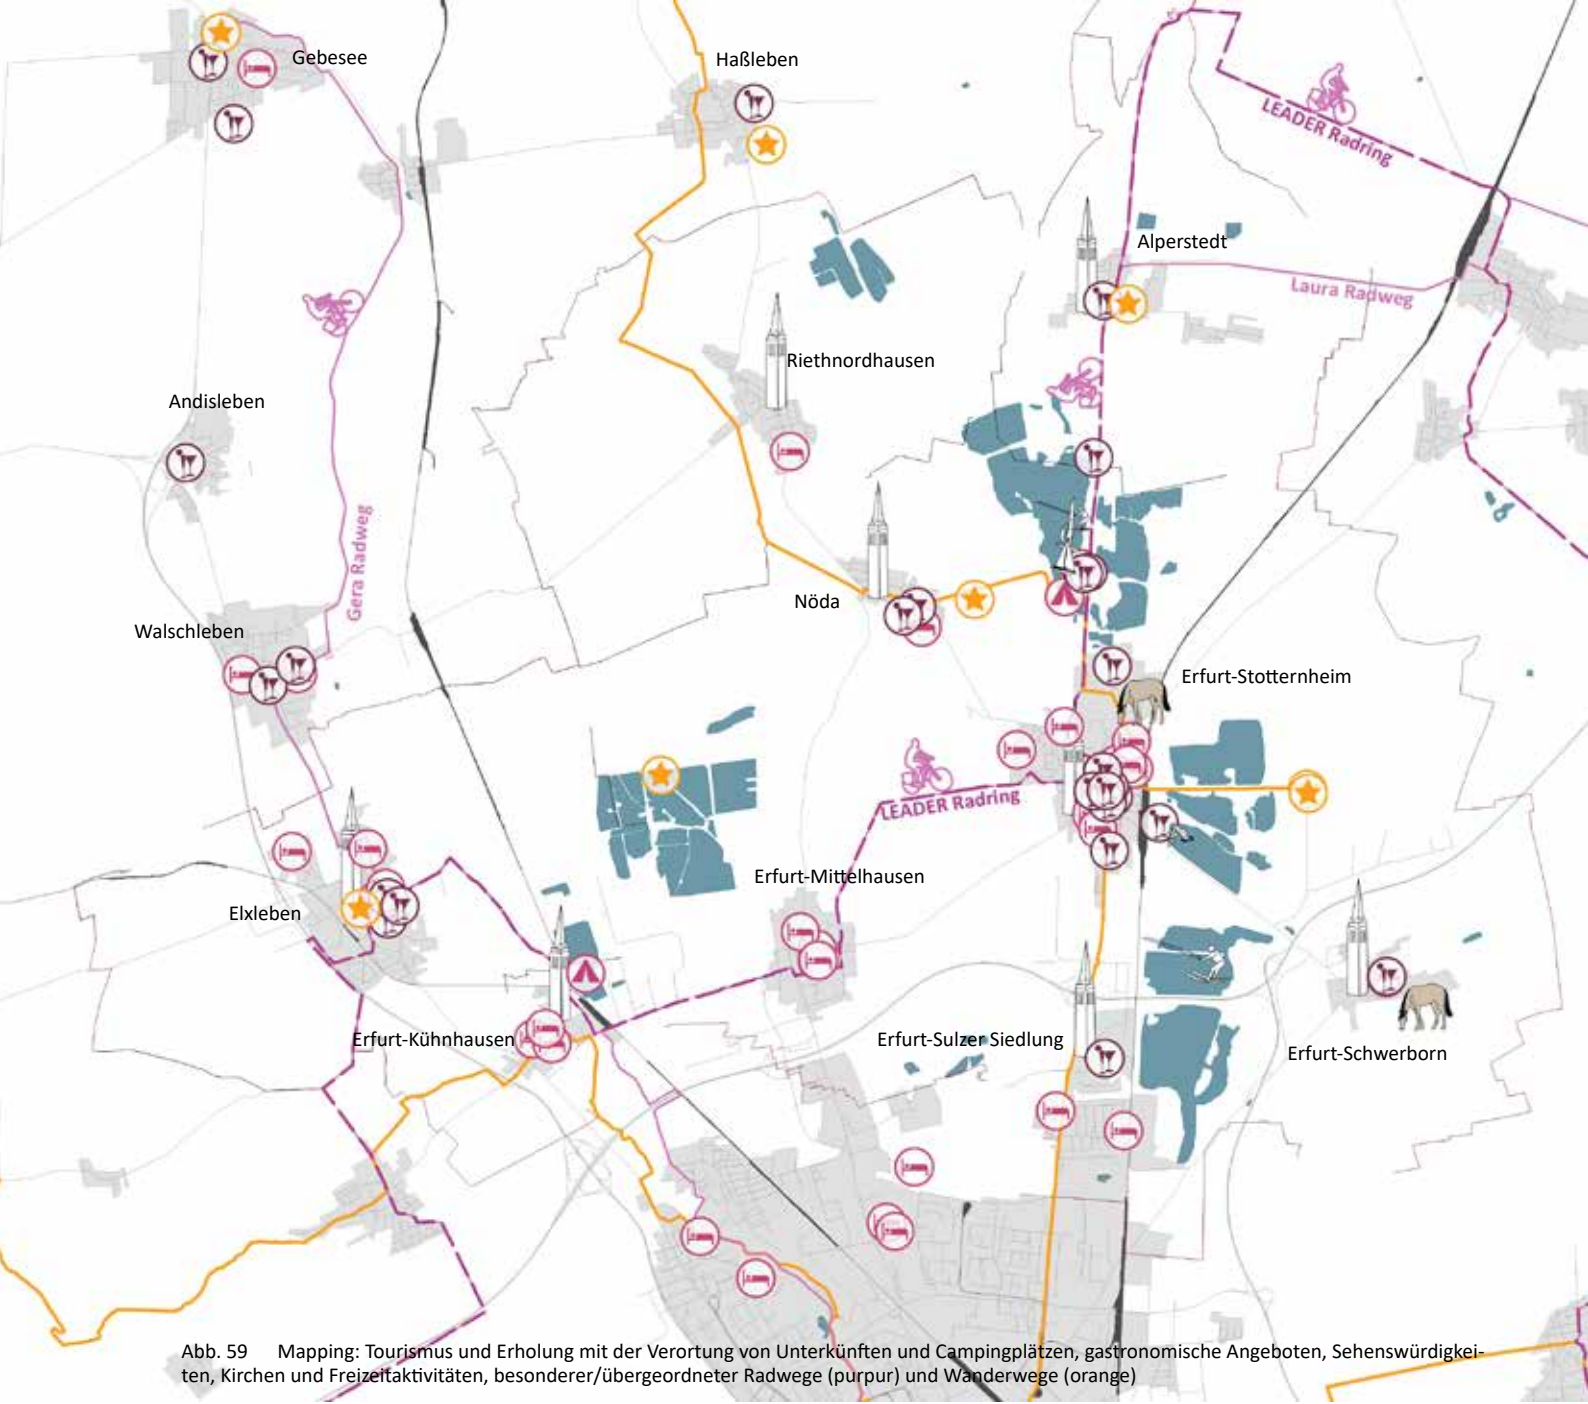 Gebesee
Haßleben
LEADER Radring
Alperstedt
Laura Radweg
Riethnordhausen
Andisleben
Gera Radweg
Nöda
Walschleben
Erfurt-Stotternheim
LEADER Radring
Erfurt-Mittelhausen
Elxleben
Erfurt-Kühnhausen
Erfurt-Sulzer Siedlung
Erfurt-Schwerborn
Abb. 59 Mapping: Tourismus und Erholung mit der Verortung von Unterkünften und Campingplätzen, gastronomische Angeboten, Sehenswürdigkei-
ten, Kirchen und Freizeitaktivitäten, besonderer/übergeordneter Radwege (purpur) und Wanderwege (orange)